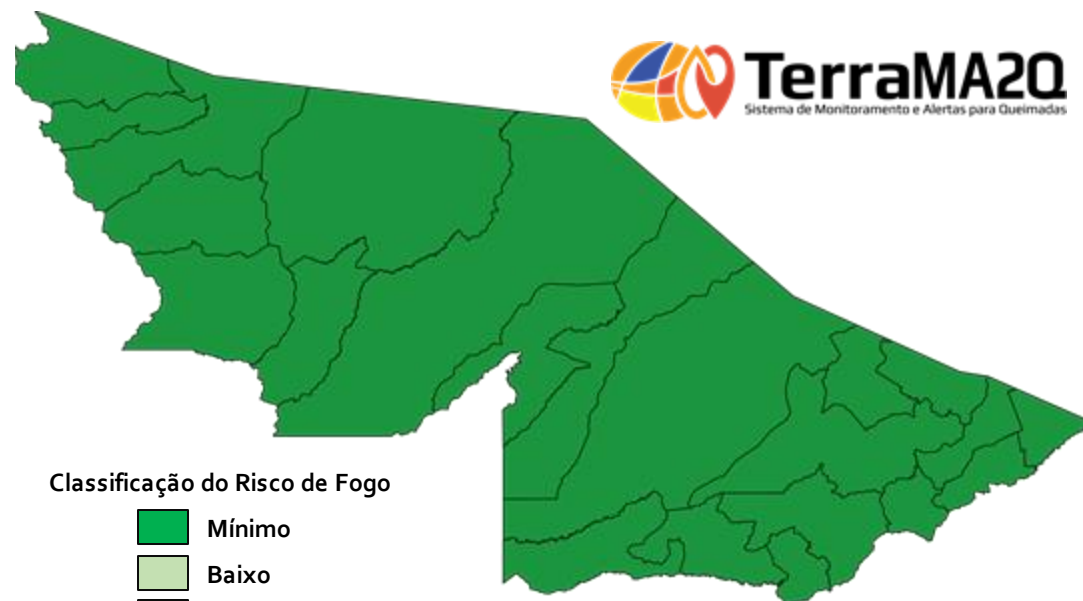 TerraMA2Q
Sistema de Monitoramento e Alertas para Queimadas
Classificação do Risco de Fogo
Mínimo
Baixo